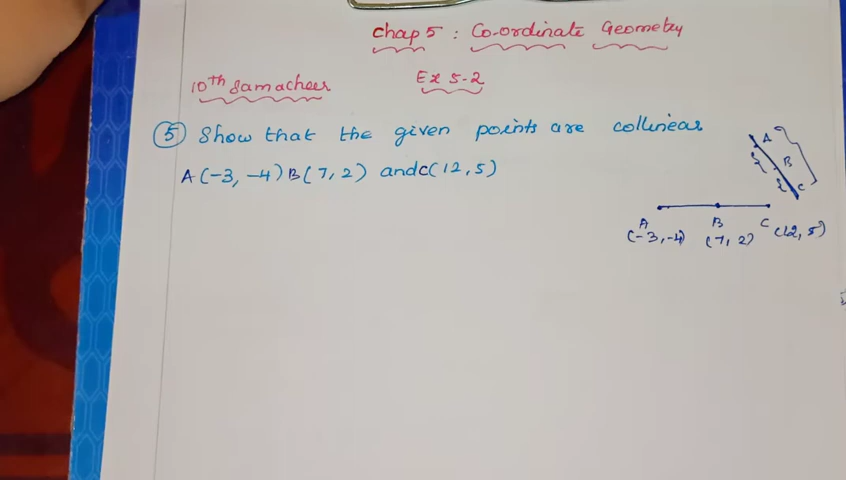 Chap 5 : Co-ordinate Geometry
10th Samacheer Ex 5-2
5 Show that the given points are collinear
A(-3, -4) B(7, 2) and C(12, 5)
A
B
C
A B C
(-3, -4) (7, 2) (12, 5)